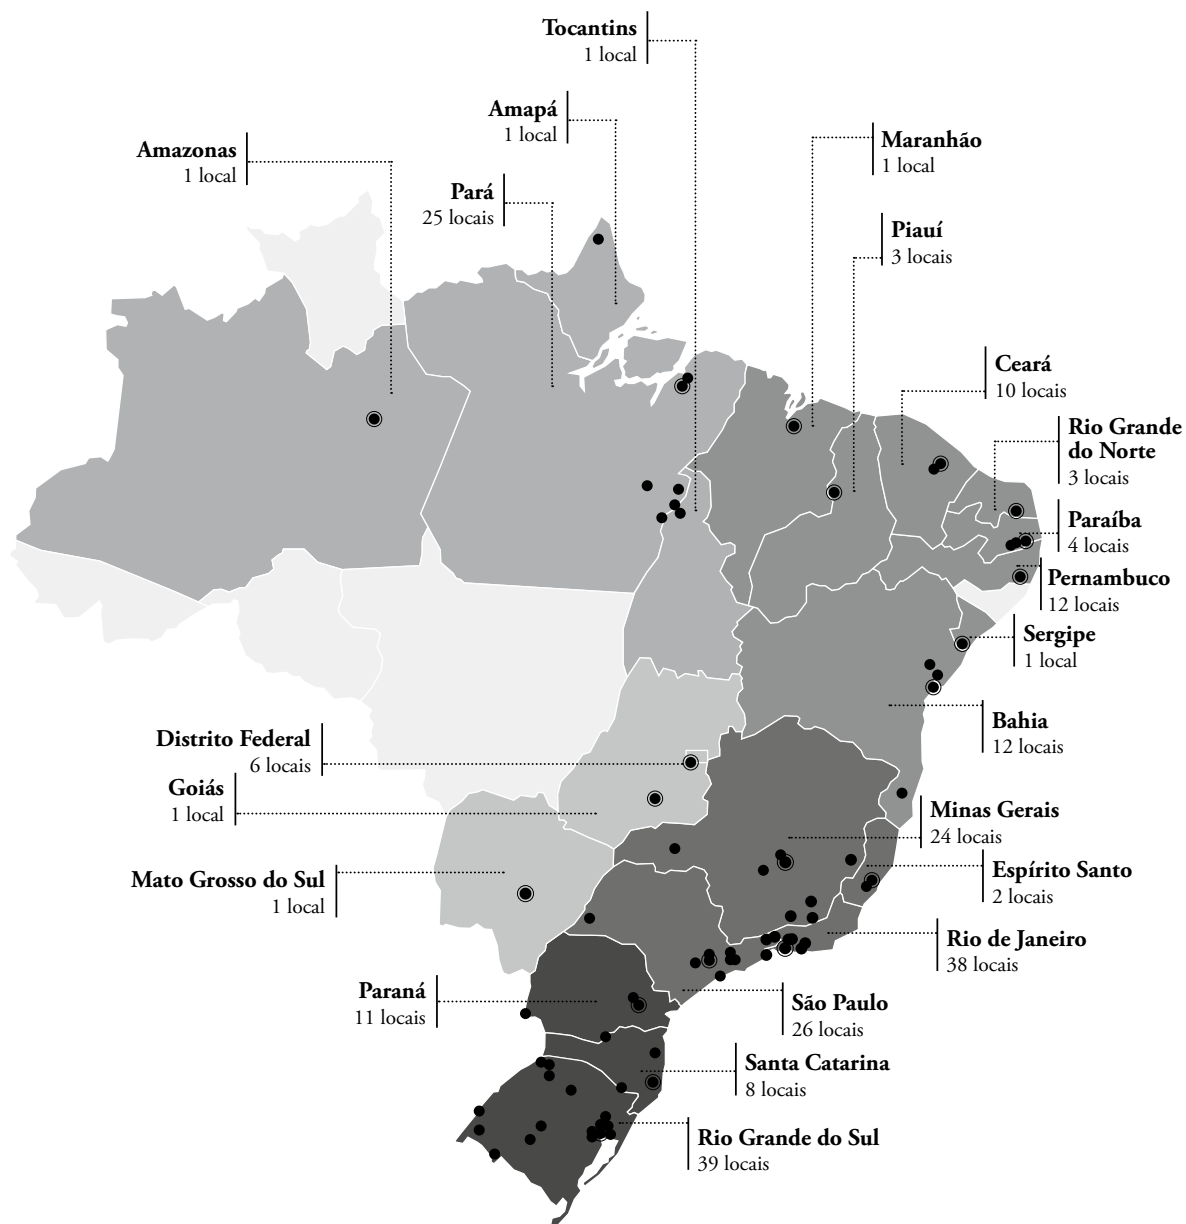 Tocantins
1 local
Amapá
1 local
Amazonas
1 local
Maranhão
1 local
Pará
25 locais
Piauí
3 locais
Ceará
10 locais
Rio Grande
do Norte
3 locais
Paraíba
4 locais
Pernambuco
12 locais
Sergipe
1 local
Bahia
12 locais
Distrito Federal
6 locais
Goiás
1 local
Minas Gerais
24 locais
Mato Grosso do Sul
1 local
Espírito Santo
2 locais
Rio de Janeiro
38 locais
Paraná
11 locais
São Paulo
26 locais
Santa Catarina
8 locais
Rio Grande do Sul
39 locais